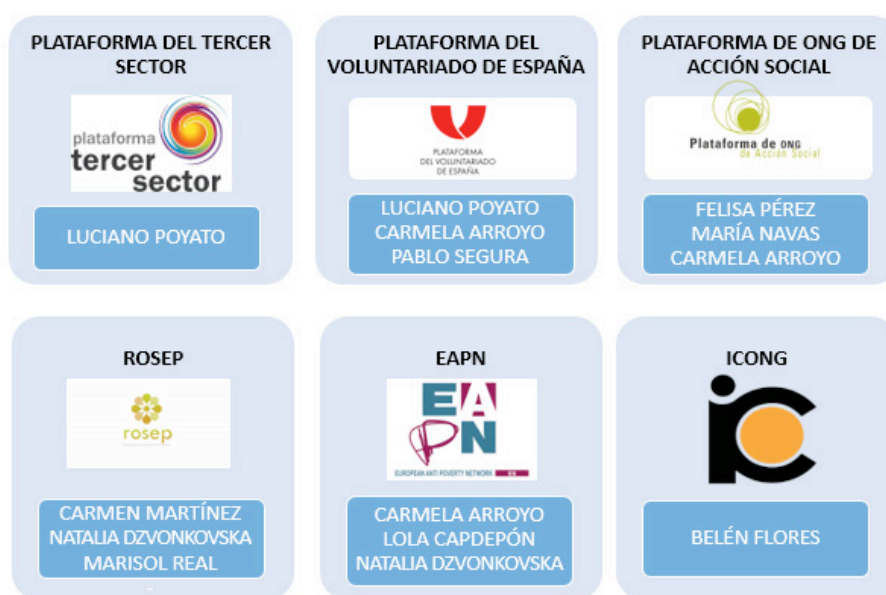 PLATAFORMA DEL TERCER
SECTOR
plataforma
tercer
sector
LUCIANO POYATO
PLATAFORMA DEL
VOLUNTARIADO DE ESPAÑA
PLATAFORMA
DEL VOLUNTARIADO
DE ESPAÑA
LUCIANO POYATO
CARMELA ARROYO
PABLO SEGURA
PLATAFORMA DE ONG DE
ACCIÓN SOCIAL
Plataforma de ONG
de Acción Social
FELISA PÉREZ
MARÍA NAVAS
CARMELA ARROYO
ROSEP
rosep
CARMEN MARTÍNEZ
NATALIA DZVONKOVSKA
MARISOL REAL
EAPN
EA
PN
EUROPEAN ANTI POVERTY NETWORK
CARMELA ARROYO
LOLA CAPDEPÓN
NATALIA DZVONKOVSKA
ICONG
ic
BELÉN FLORES